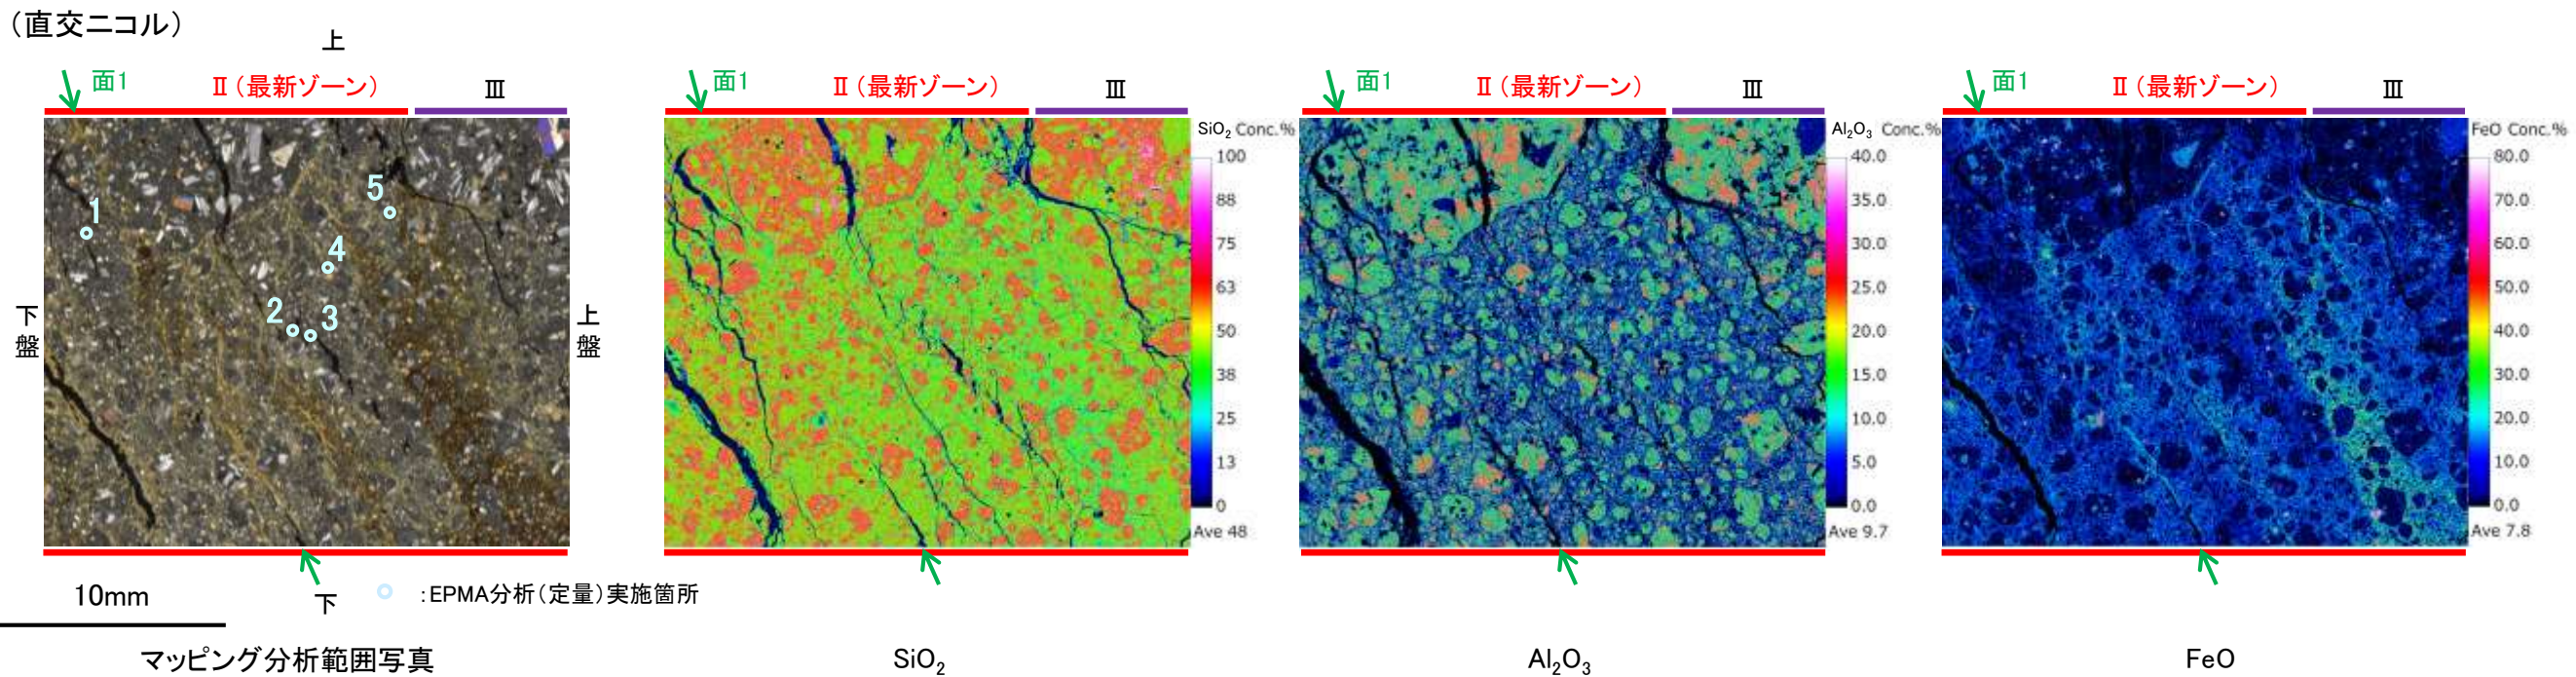 (直交ニコル)
上
面1 Ⅱ(最新ゾーン) Ⅲ
面1 Ⅱ(最新ゾーン) Ⅲ
面1 Ⅱ(最新ゾーン) Ⅲ
面1 Ⅱ(最新ゾーン) Ⅲ
1
5
4
2
3
下盤
上盤
SiO₂ Conc.%
100
88
75
63
50
38
25
13
0
Ave 48
Al₂O₃ Conc.%
40.0
35.0
30.0
25.0
20.0
15.0
10.0
5.0
0.0
Ave 9.7
FeO Conc.%
80.0
70.0
60.0
50.0
40.0
30.0
20.0
10.0
0.0
Ave 7.8
10mm
下
:EPMA分析(定量)実施箇所
マッピング分析範囲写真
SiO₂
Al₂O₃
FeO